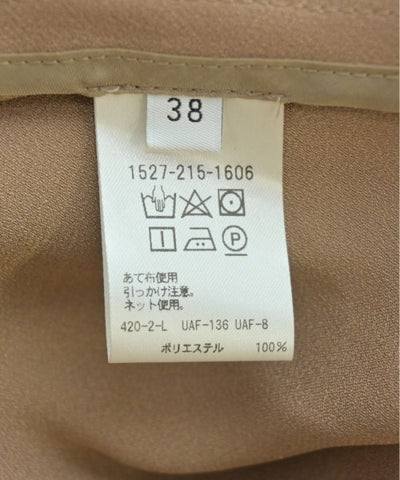 38
1527-215-1606
P
あて布使用
引っかけ注意。
ネット使用。
420-2-L UAF-136 UAF-8
ポリエステル 100%